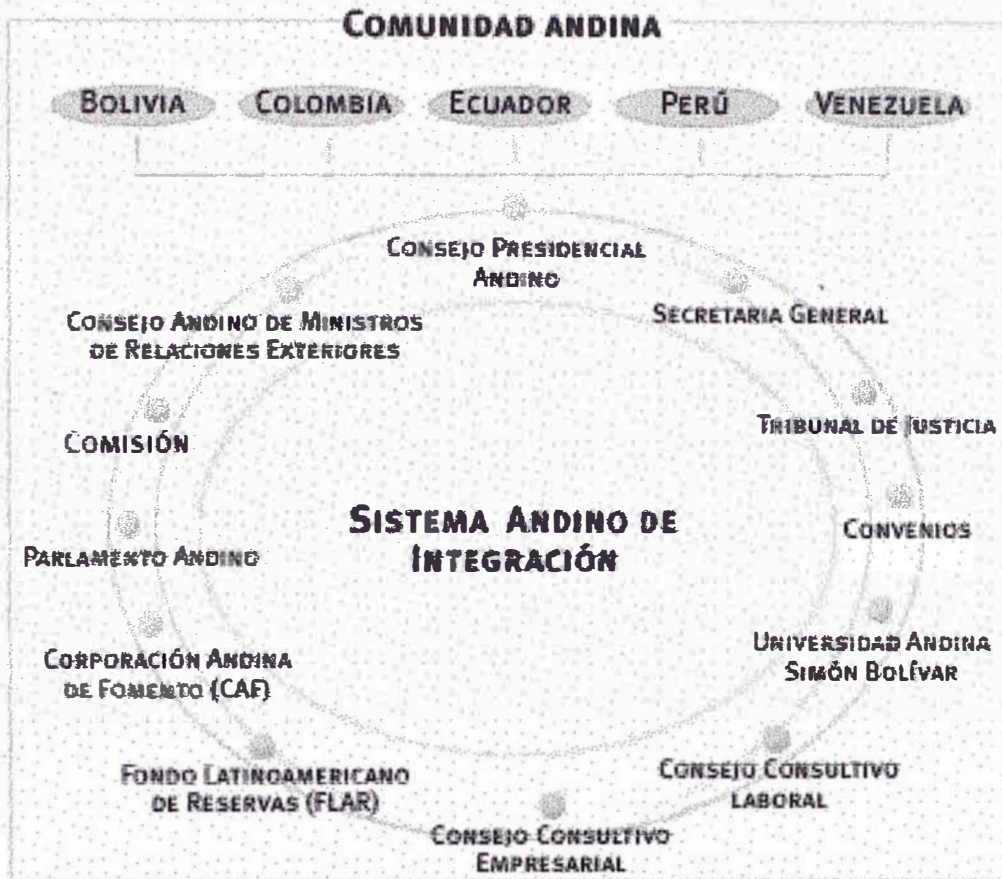 COMUNIDAD ANDINA
BOLIVIA COLOMBIA ECUADOR PERÚ VENEZUELA
CONSEJO PRESIDENCIAL
ANDINO
SECRETARIA GENERAL
CONSEJO ANDINO DE MINISTROS
DE RELACIONES EXTERIORES
TRIBUNAL DE JUSTICIA
COMISIÓN
CONVENIOS
SISTEMA ANDINO DE
INTEGRACIÓN
PARLAMENTO ANDINO
UNIVERSIDAD ANDINA
SIMÓN BOLÍVAR
CORPORACIÓN ANDINA
DE FOMENTO (CAF)
CONSEJO CONSULTIVO
LABORAL
FONDO LATINOAMERICANO
DE RESERVAS (FLAR)
CONSEJO CONSULTIVO
EMPRESARIAL